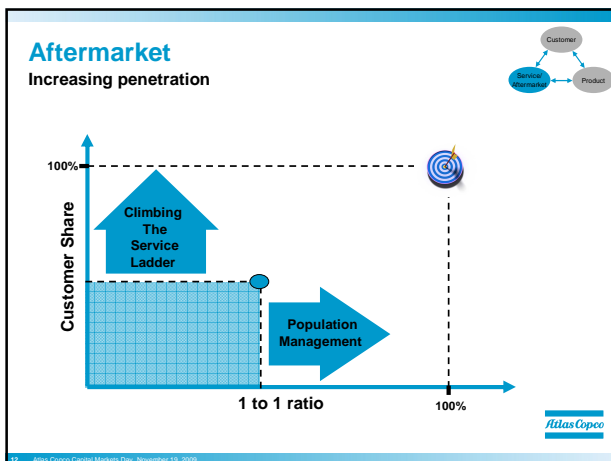 Aftermarket
Increasing penetration
Customer
Service/
Aftermarket
Product
100%
Climbing
The
Service
Ladder
Customer Share
Population
Management
1 to 1 ratio
100%
Atlas Copco
12 Atlas Copco Capital Markets Day, November 19, 2009